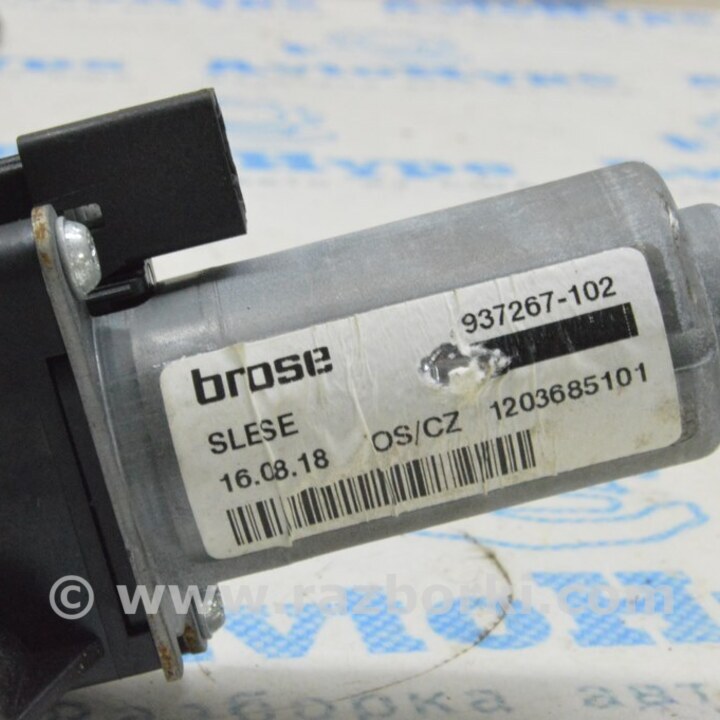 937267-102
brose
SLESE
OS/CZ 1203685101
16.08.18
© www.razborki.com